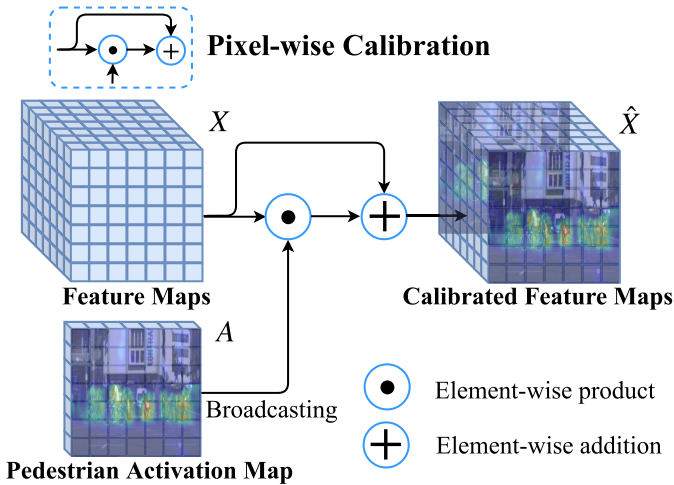 Pixel-wise Calibration
X
X̂
Feature Maps
Calibrated Feature Maps
A
Broadcasting
Element-wise product
Element-wise addition
Pedestrian Activation Map